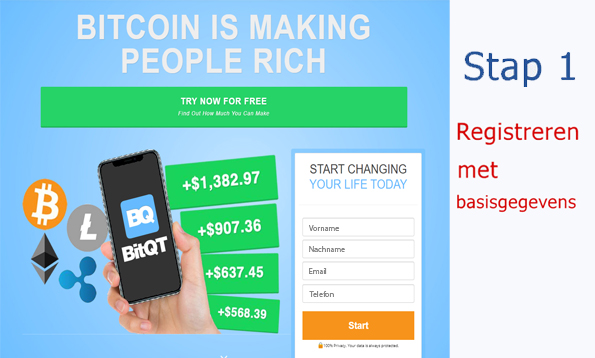 BITCOIN IS MAKING
PEOPLE RICH
TRY NOW FOR FREE
Find Out How Much You Can Make
BQ
BitQT
+$1,382.97
+$907.36
+$637.45
+$568.39
START CHANGING
YOUR LIFE TODAY
Vorname
Nachname
Email
Telefon
Start
100% Privacy. Your data is always protected.
Stap 1
Registreren
met
basisgegevens